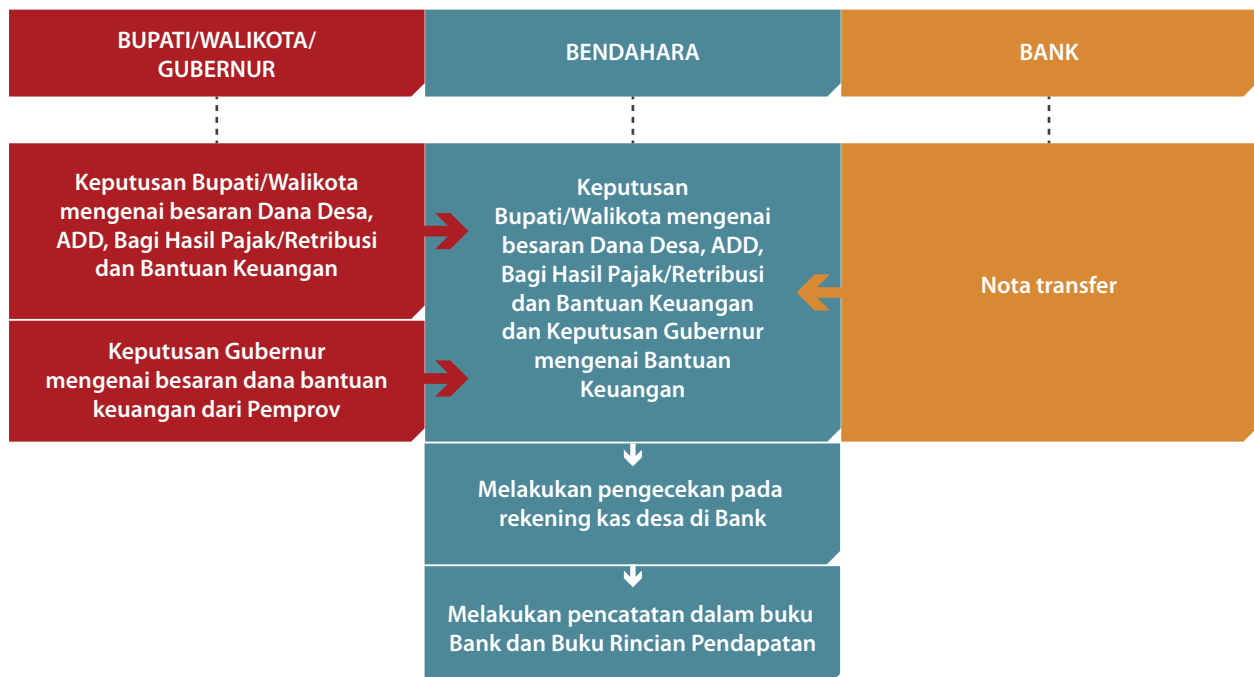 BUPATI/WALIKOTA/
GUBERNUR
BENDAHARA
BANK
Keputusan Bupati/Walikota
mengenai besaran Dana Desa,
ADD, Bagi Hasil Pajak/Retribusi
dan Bantuan Keuangan
Keputusan Gubernur
mengenai besaran dana bantuan
keuangan dari Pemprov
Keputusan
Bupati/Walikota mengenai
besaran Dana Desa, ADD,
Bagi Hasil Pajak/Retribusi
dan Bantuan Keuangan
dan Keputusan Gubernur
mengenai Bantuan
Keuangan
Nota transfer
Melakukan pengecekan pada
rekening kas desa di Bank
Melakukan pencatatan dalam buku
Bank dan Buku Rincian Pendapatan